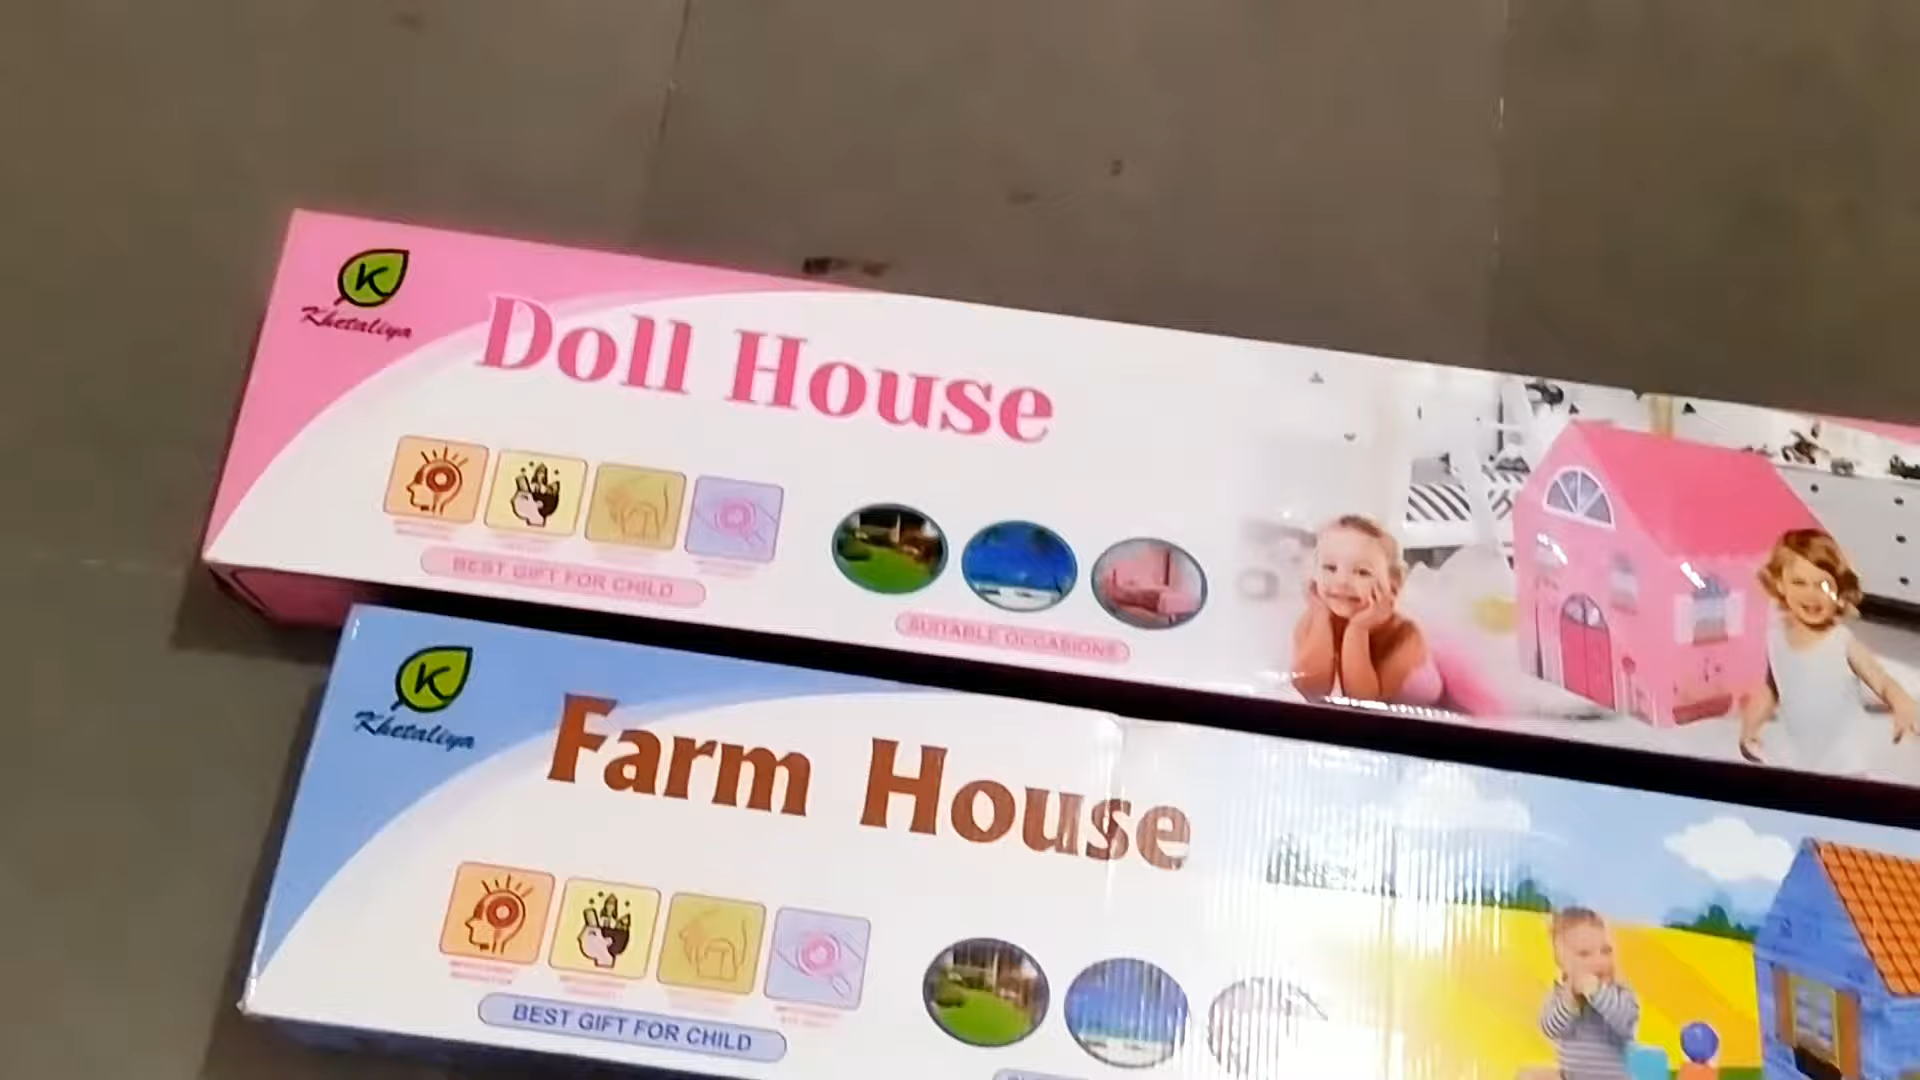 K
Khetaliya
Doll House
BEST GIFT FOR CHILD
SUITABLE OCCASIONS
K
Khetaliya
Farm House
BEST GIFT FOR CHILD